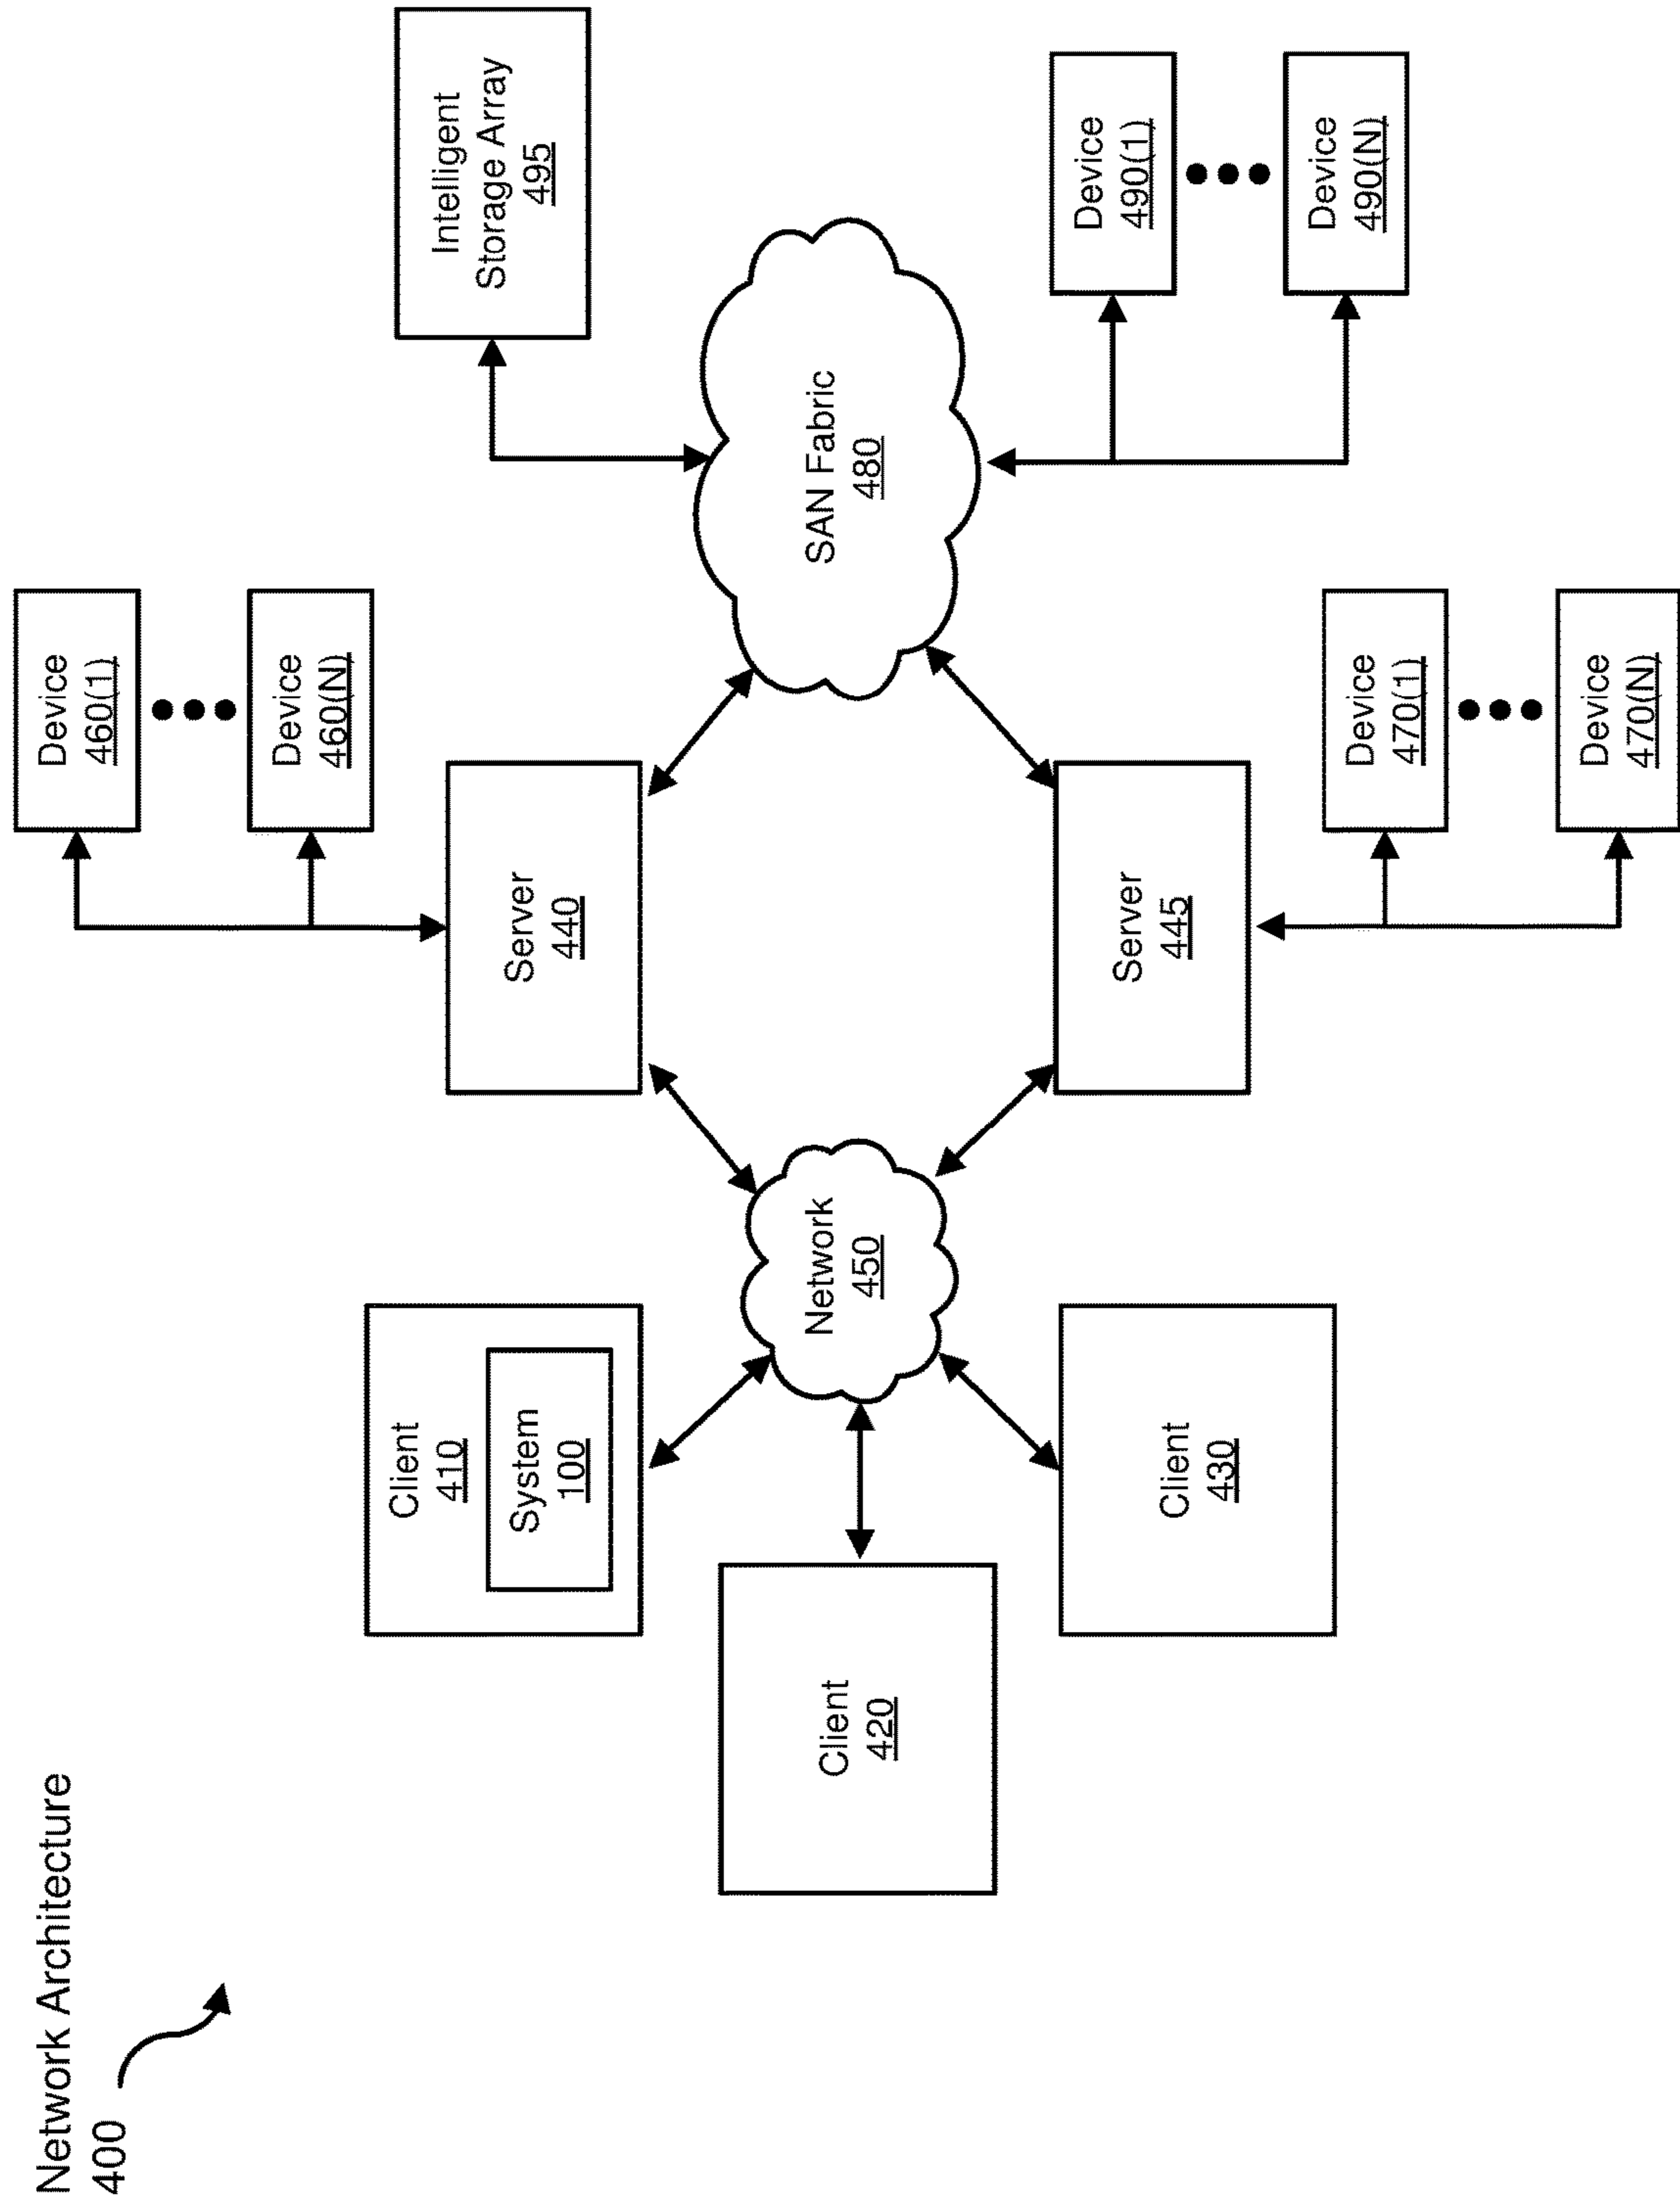 Network Architecture
400
Client
410
System
100
Client
420
Client
430
Network
450
Server
440
Server
445
Device
460(1)
Device
460(N)
Device
470(1)
Device
470(N)
SAN Fabric
480
Intelligent
Storage Array
495
Device
490(1)
Device
490(N)